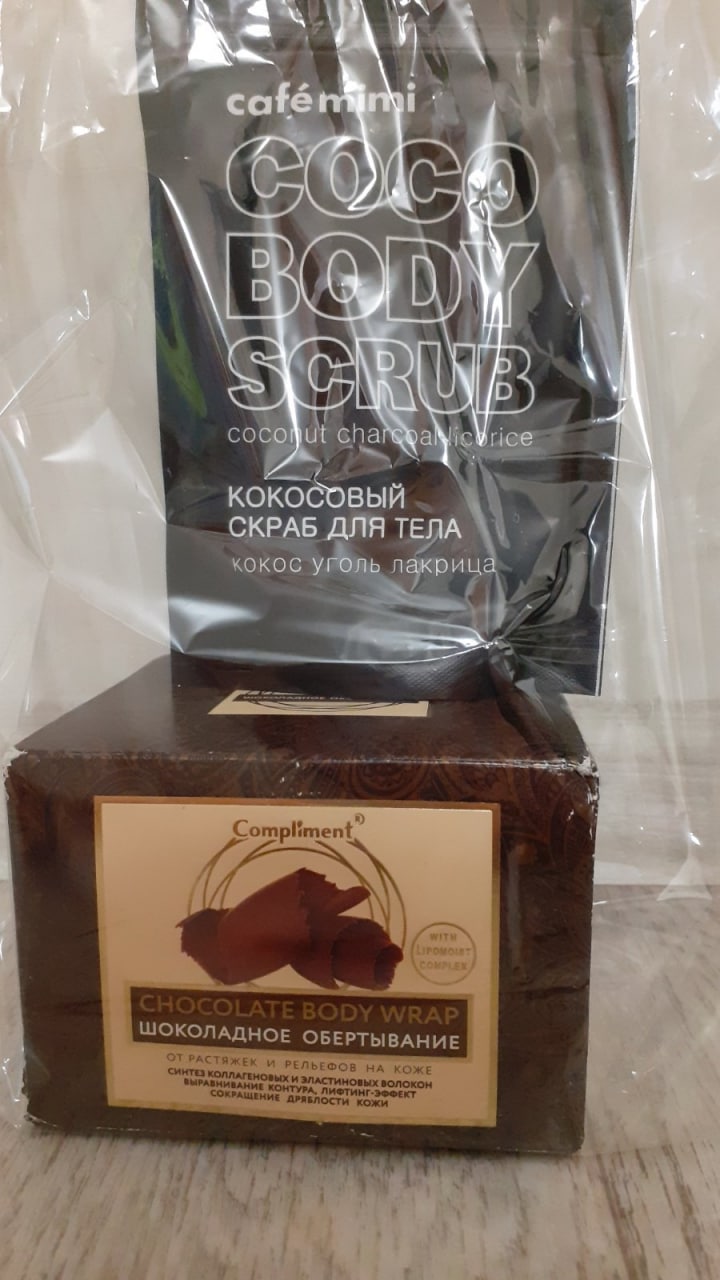 café mimi
COCO
BODY
SCRUB
coconut charcoal licorice
КОКОСОВЫЙ
СКРАБ ДЛЯ ТЕЛА
кокос уголь лакрица
ШОКОЛАДНОЕ
Compliment®
WITH
LIPOMOIST
COMPLEX
CHOCOLATE BODY WRAP
ШОКОЛАДНОЕ ОБЕРТЫВАНИЕ
ОТ РАСТЯЖЕК И РЕЛЬЕФОВ НА КОЖЕ
СИНТЕЗ КОЛЛАГЕНОВЫХ И ЭЛАСТИНОВЫХ ВОЛОКОН
ВЫРАВНИВАНИЕ КОНТУРА, ЛИФТИНГ-ЭФФЕКТ
СОКРАЩЕНИЕ ДРЯБЛОСТИ КОЖИ